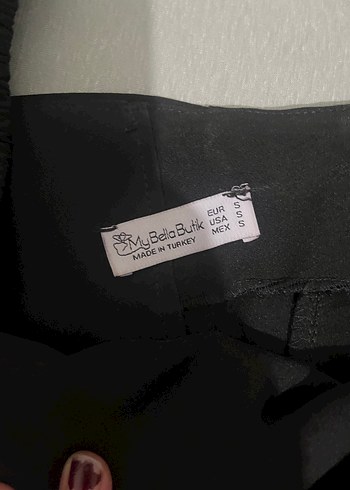 My Bella Butik
MADE IN TURKEY
EUR S
USA S
MEX S